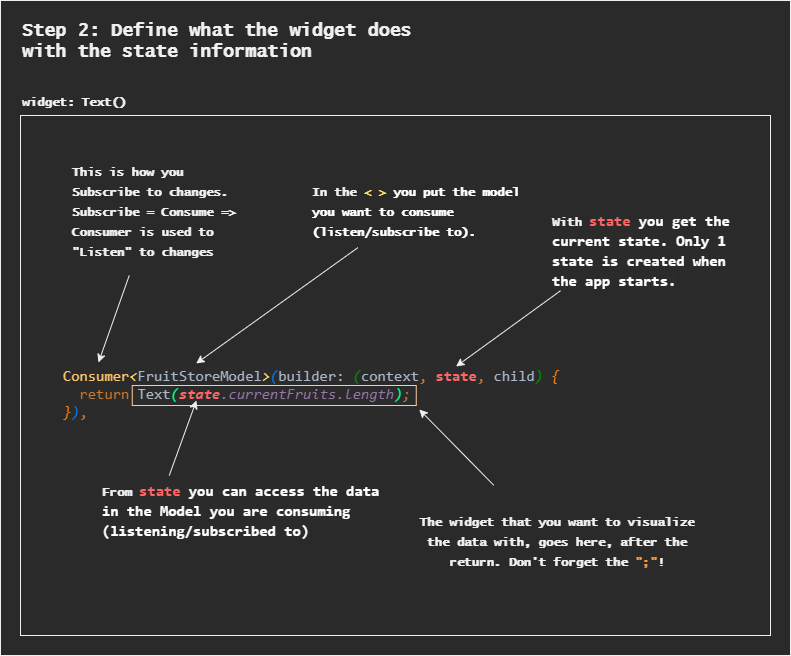 Step 2: Define what the widget does
with the state information
widget: Text()
This is how you
Subscribe to changes.
Subscribe = Consume =>
Consumer is used to
"Listen" to changes
In the < > you put the model
you want to consume
(listen/subscribe to).
With state you get the
current state. Only 1
state is created when
the app starts.
Consumer<FruitStoreModel>(builder: (context, state, child) {
return Text(state.currentFruits.length);
}),
From state you can access the data
in the Model you are consuming
(listening/subscribed to)
The widget that you want to visualize
the data with, goes here, after the
return. Don't forget the ";"!